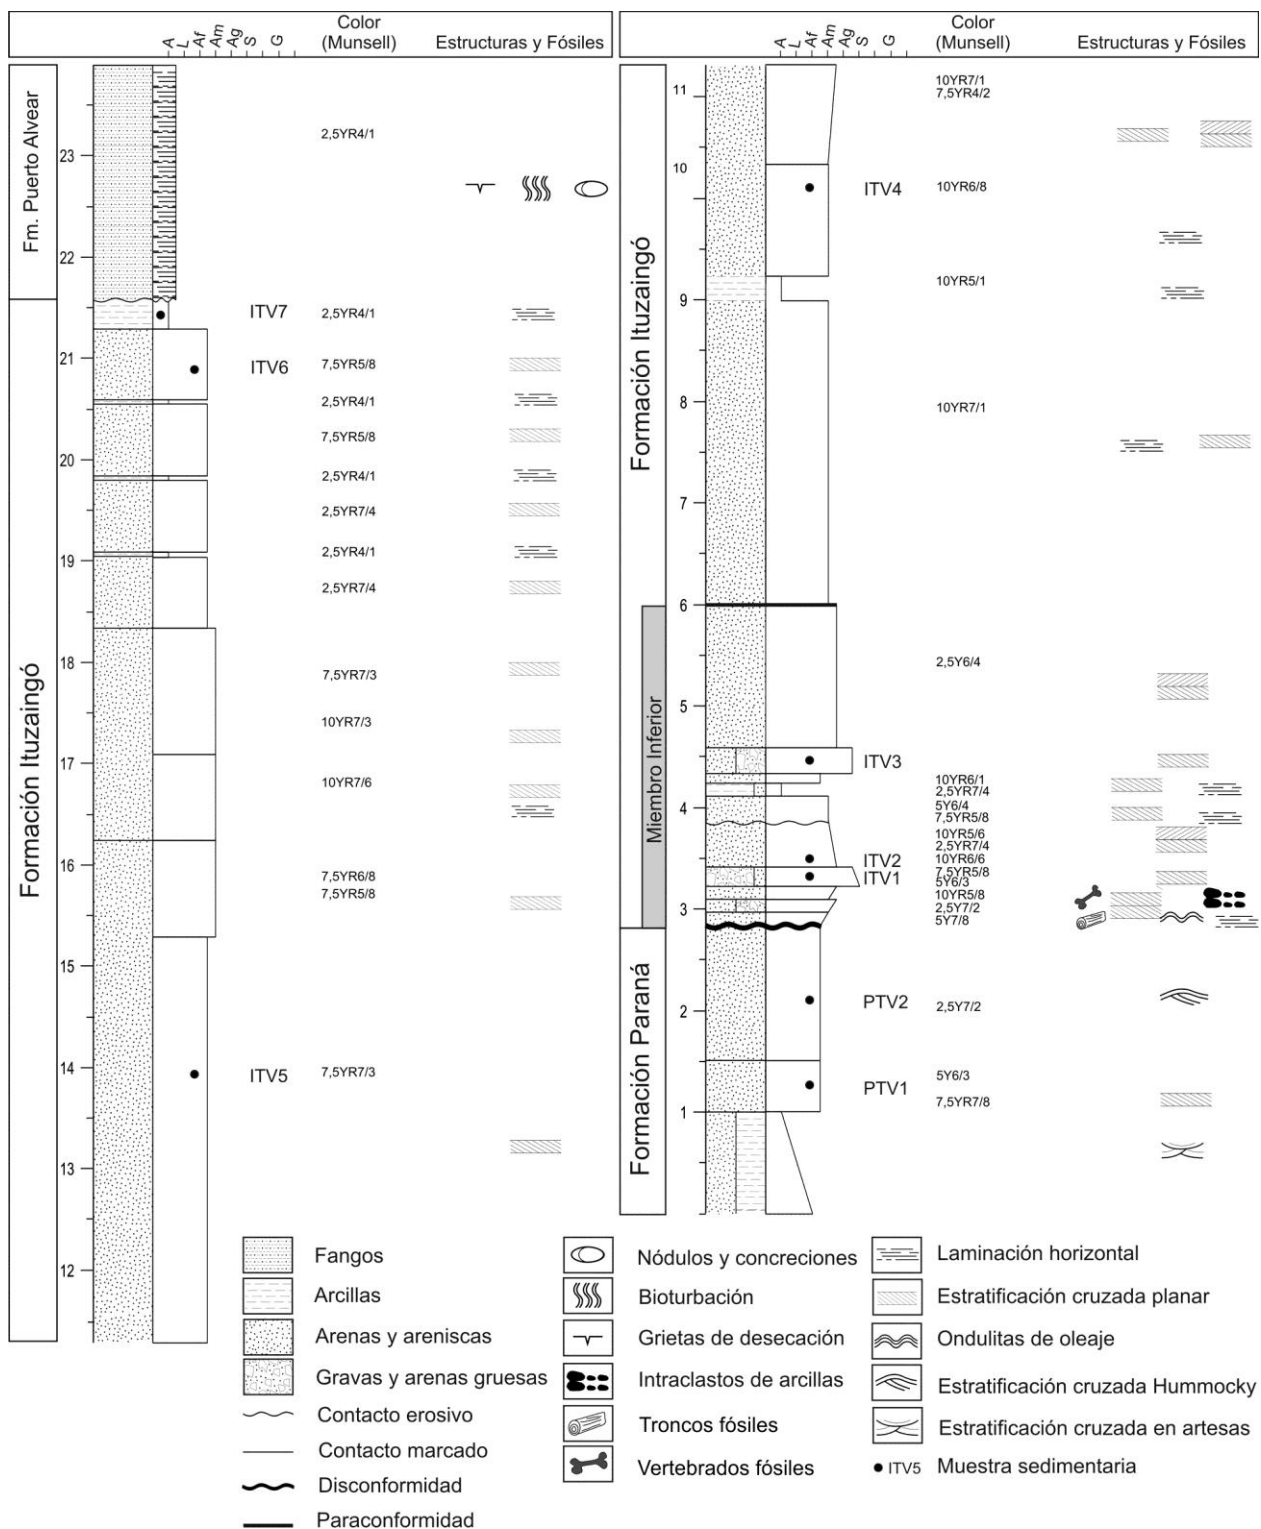 A
L
Af
Am
Ag
S
G
Color
(Munsell)
Estructuras y Fósiles
Fm. Puerto Alvear
Formación Ituzaingó
23
22
21
20
19
18
17
16
15
14
13
12
ITV7
ITV6
ITV5
2,5YR4/1
2,5YR4/1
7,5YR5/8
2,5YR4/1
7,5YR5/8
2,5YR4/1
2,5YR7/4
2,5YR4/1
2,5YR7/4
7,5YR7/3
10YR7/3
10YR7/6
7,5YR6/8
7,5YR5/8
7,5YR7/3
A
L
Af
Am
Ag
S
G
Color
(Munsell)
Estructuras y Fósiles
Formación Ituzaingó
Miembro Inferior
Formación Paraná
11
10
9
8
7
6
5
4
3
2
1
ITV4
ITV3
ITV2
ITV1
PTV2
PTV1
10YR7/1
7,5YR4/2
10YR6/8
10YR5/1
10YR7/1
2,5Y6/4
10YR6/1
2,5YR7/4
5Y6/4
7,5YR5/8
10YR5/6
2,5YR7/4
10YR6/6
7,5YR5/8
5Y6/3
10YR5/8
2,5Y7/2
5Y7/8
2,5Y7/2
5Y6/3
7,5YR7/8
Fangos
Arcillas
Arenas y areniscas
Gravas y arenas gruesas
Contacto erosivo
Contacto marcado
Disconformidad
Paraconformidad
Nódulos y concreciones
Bioturbación
Grietas de desecación
Intraclastos de arcillas
Troncos fósiles
Vertebrados fósiles
Laminación horizontal
Estratificación cruzada planar
Ondulitas de oleaje
Estratificación cruzada Hummocky
Estratificación cruzada en artesas
ITV5 Muestra sedimentaria